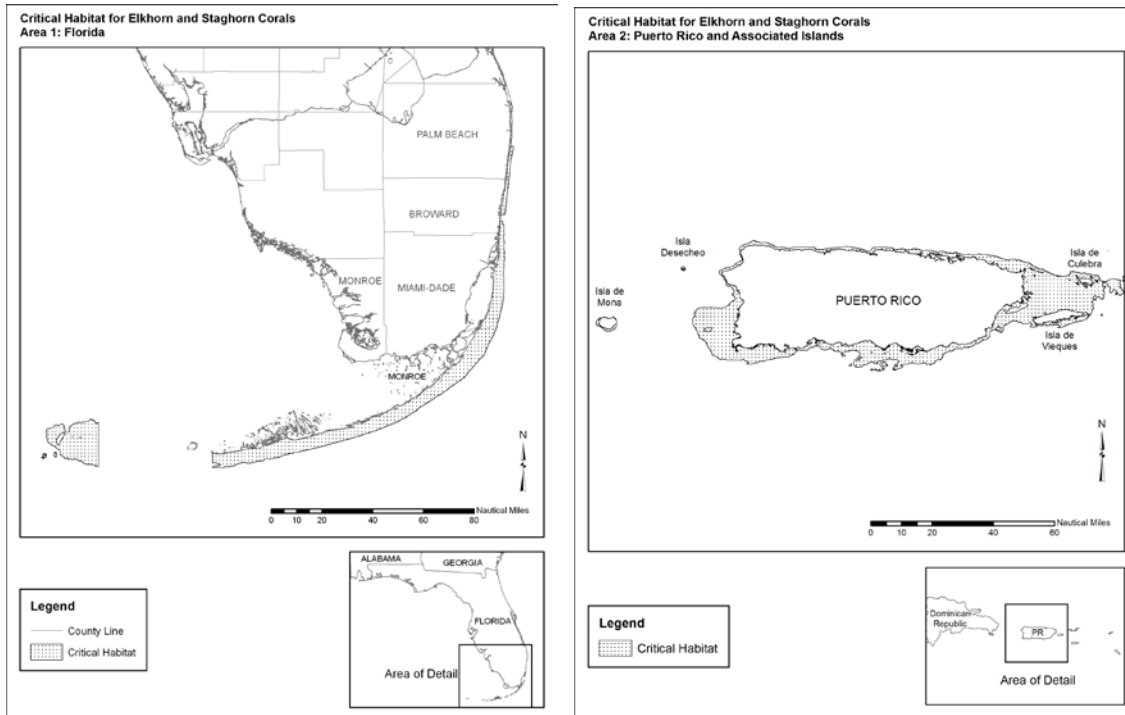 Critical Habitat for Elkhorn and Staghorn Corals
Area 1: Florida
PALM BEACH
BROWARD
MONROE
MIAMI-DADE
MONROE
N
Nautical Miles
0 10 20 40 60 80
Legend
County Line
Critical Habitat
ALABAMA
GEORGIA
FLORIDA
Area of Detail
Critical Habitat for Elkhorn and Staghorn Corals
Area 2: Puerto Rico and Associated Islands
Isla
Desecheo
Isla de
Culebra
Isla de
Mona
PUERTO RICO
Isla
de Vieques
N
Nautical Miles
0 5 10 20 40 60
Legend
Critical Habitat
Dominican
Republic
PR
Area of Detail